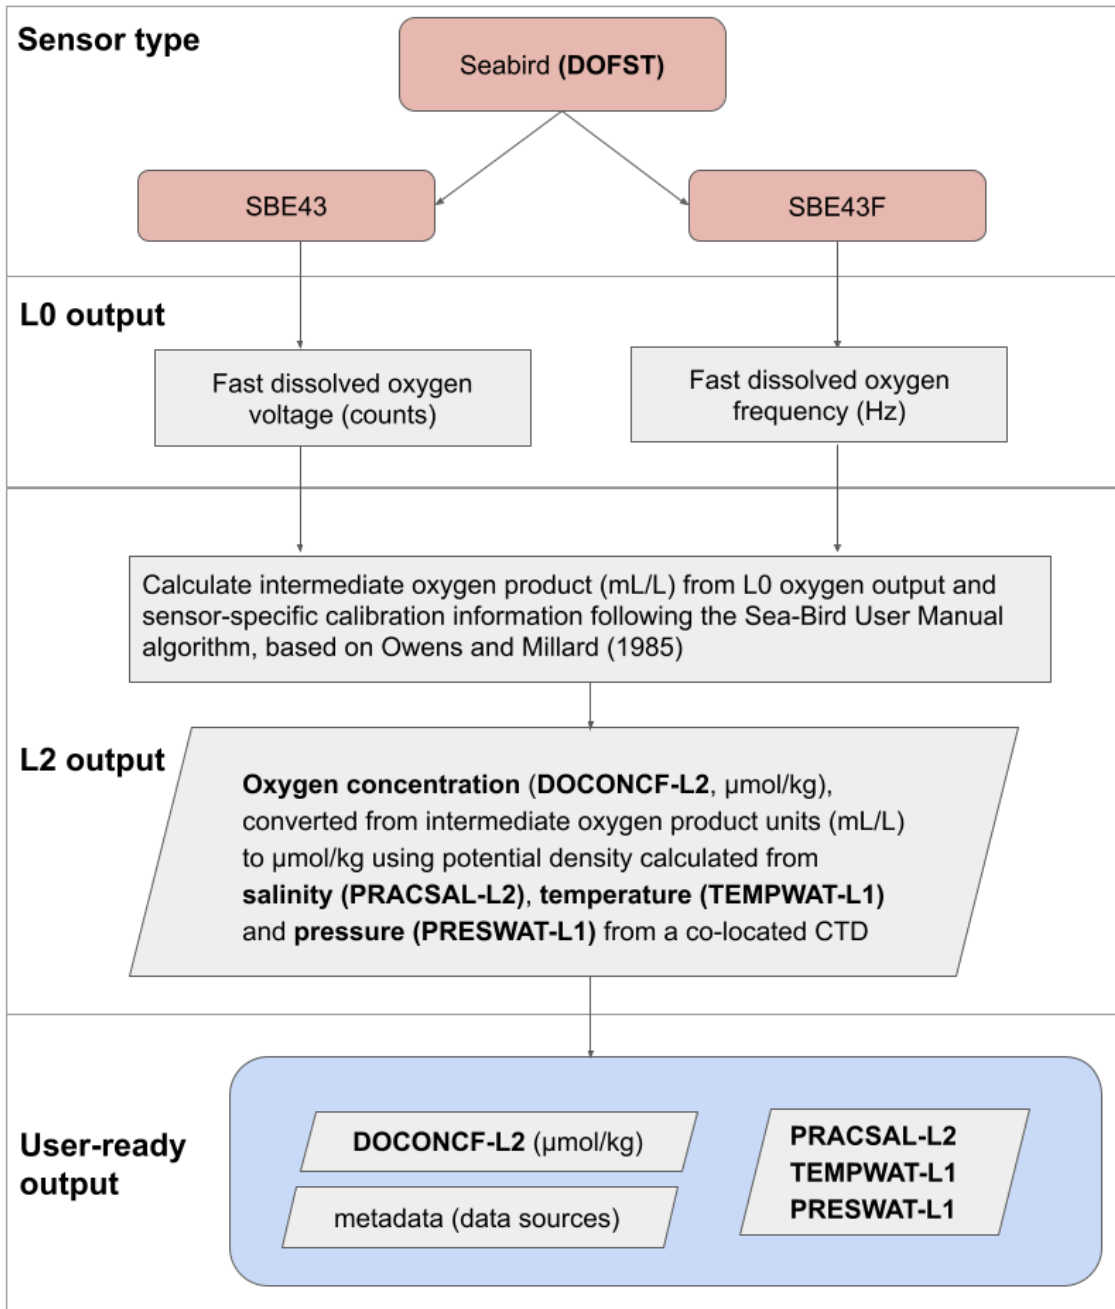 Sensor type
Seabird (DOFST)
SBE43
SBE43F
L0 output
Fast dissolved oxygen
voltage (counts)
Fast dissolved oxygen
frequency (Hz)
Calculate intermediate oxygen product (mL/L) from L0 oxygen output and
sensor-specific calibration information following the Sea-Bird User Manual
algorithm, based on Owens and Millard (1985)
L2 output
Oxygen concentration (DOCONCF-L2, μmol/kg),
converted from intermediate oxygen product units (mL/L)
to μmol/kg using potential density calculated from
salinity (PRACSAL-L2), temperature (TEMPWAT-L1)
and pressure (PRESWAT-L1) from a co-located CTD
User-ready
output
DOCONCF-L2 (μmol/kg)
metadata (data sources)
PRACSAL-L2
TEMPWAT-L1
PRESWAT-L1